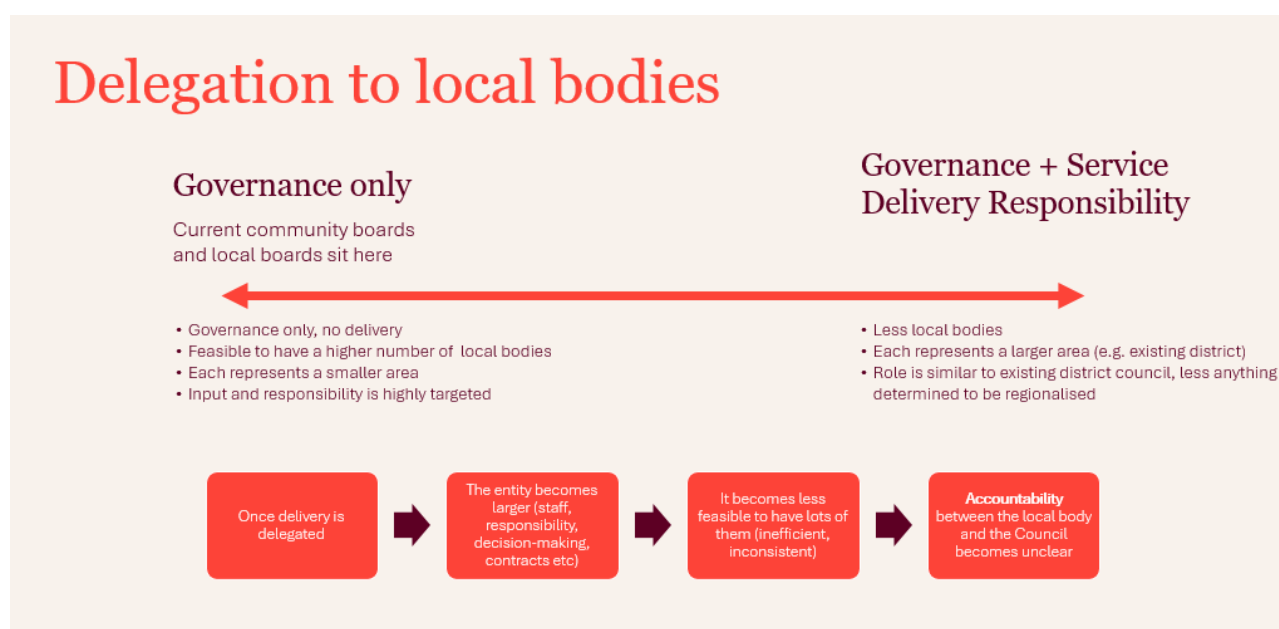 Delegation to local bodies
Governance only
Current community boards
and local boards sit here
Governance + Service
Delivery Responsibility
• Governance only, no delivery
• Feasible to have a higher number of local bodies
• Each represents a smaller area
• Input and responsibility is highly targeted
• Less local bodies
• Each represents a larger area (e.g. existing district)
• Role is similar to existing district council, less anything
determined to be regionalised
Once delivery is
delegated
The entity becomes
larger (staff,
responsibility,
decision-making,
contracts etc)
It becomes less
feasible to have lots of
them (inefficient,
inconsistent)
Accountability
between the local body
and the Council
becomes unclear